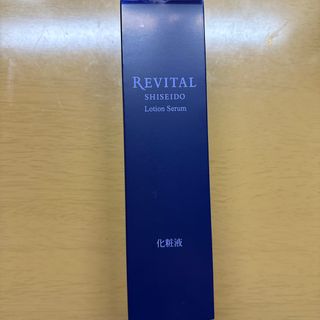 REVITAL
SHISEIDO
Lotion Serum
化粧液